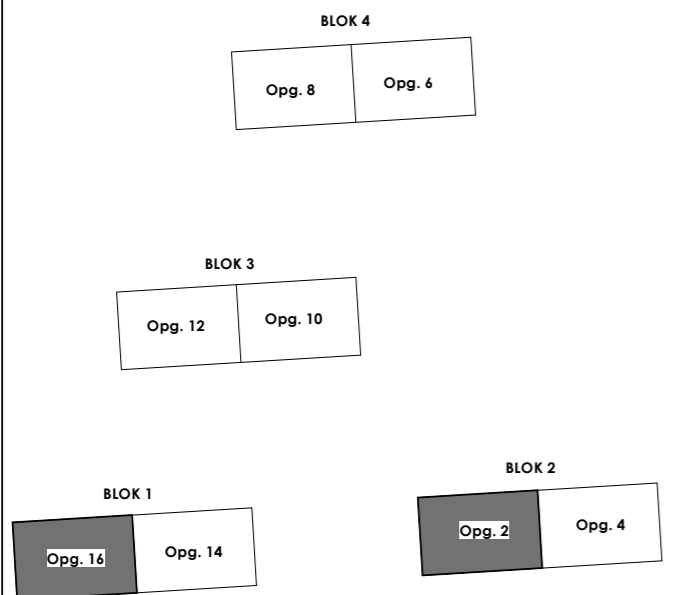 BLOK 4
Opg. 8
Opg. 6
BLOK 3
Opg. 12
Opg. 10
BLOK 1
Opg. 16
Opg. 14
BLOK 2
Opg. 2
Opg. 4